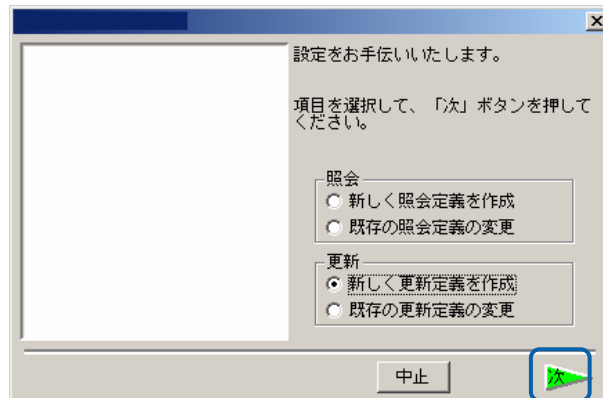 設定をお手伝いいたします。
項目を選択して、「次」ボタンを押して
ください。
照会
新しく照会定義を作成
既存の照会定義の変更
更新
新しく更新定義を作成
既存の更新定義の変更
中止
次